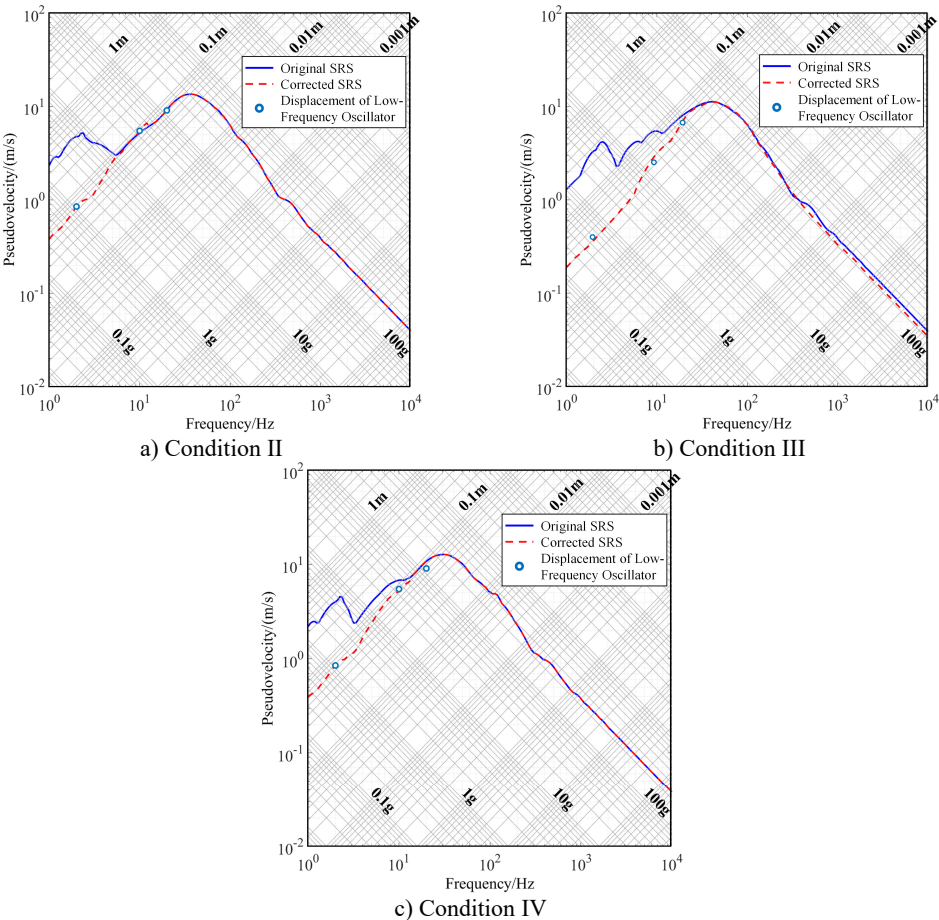 10²
10¹
10⁰
10⁻¹
10⁻²
Pseudovelocity/(m/s)
1m
0.1m
0.01m
0.001m
Original SRS
Corrected SRS
Displacement of Low-
Frequency Oscillator
0.1g
1g
10g
100g
10⁰
10¹
10²
10³
10⁴
Frequency/Hz
a) Condition II
10²
10¹
10⁰
10⁻¹
10⁻²
Pseudovelocity/(m/s)
1m
0.1m
0.01m
0.001m
Original SRS
Corrected SRS
Displacement of Low-
Frequency Oscillator
0.1g
1g
10g
100g
10⁰
10¹
10²
10³
10⁴
Frequency/Hz
b) Condition III
10²
10¹
10⁰
10⁻¹
10⁻²
Pseudovelocity/(m/s)
1m
0.1m
0.01m
0.001m
Original SRS
Corrected SRS
Displacement of Low-
Frequency Oscillator
0.1g
1g
10g
100g
10⁰
10¹
10²
10³
10⁴
Frequency/Hz
c) Condition IV